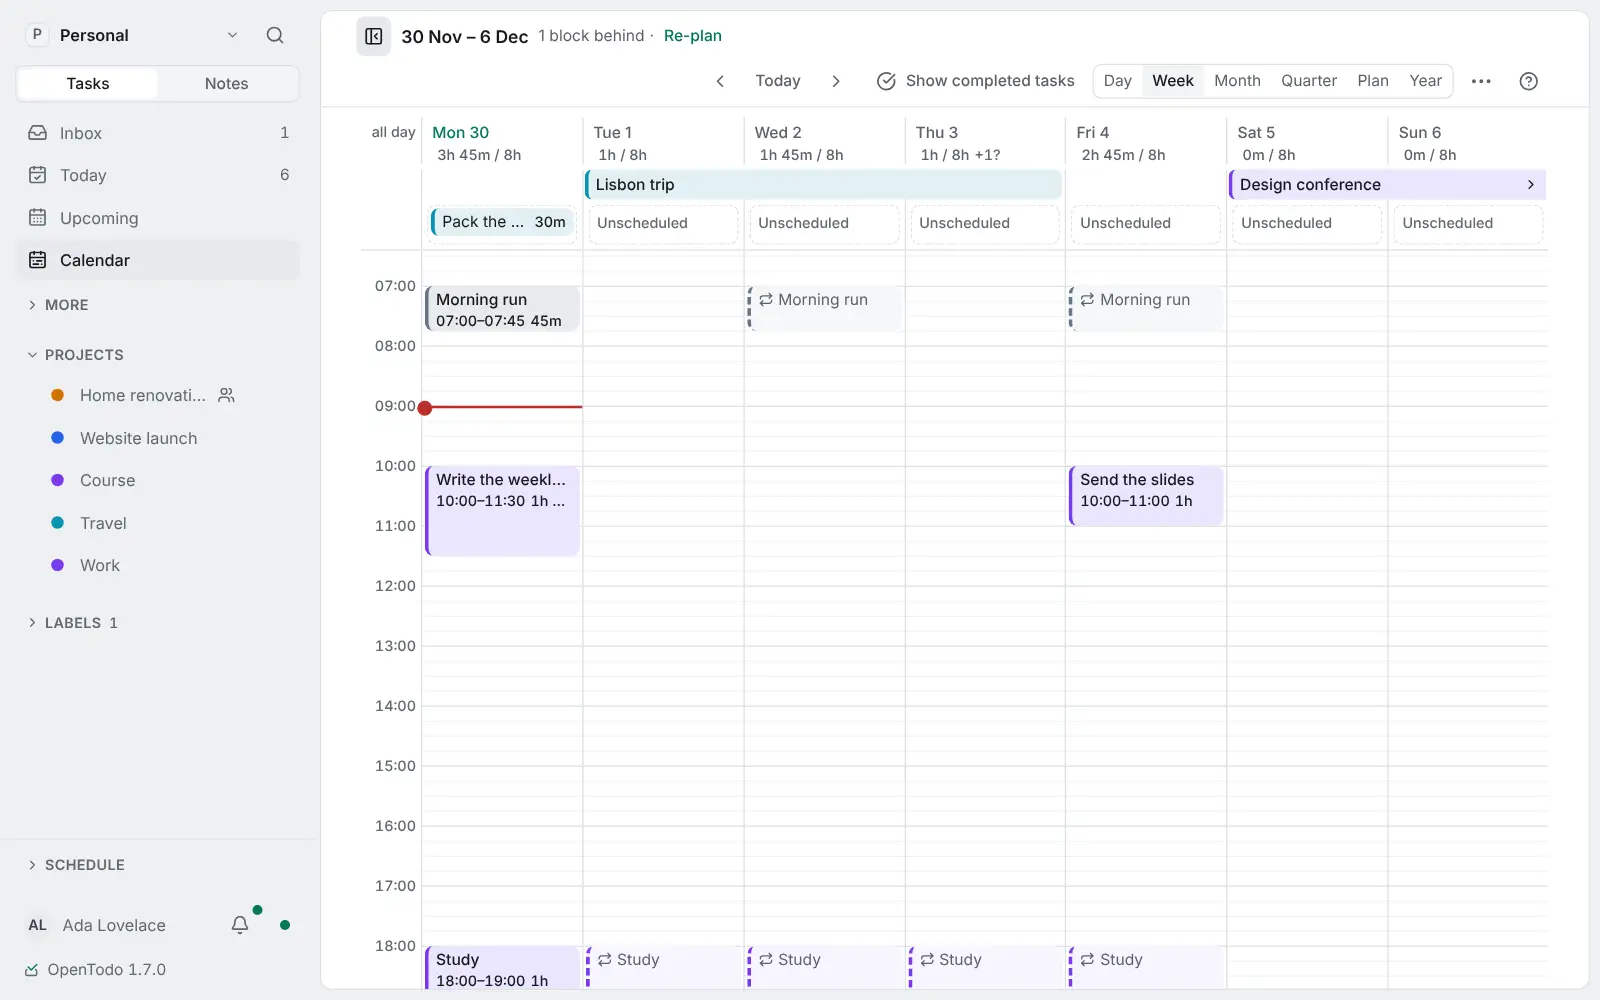 P Personal
Tasks Notes
Inbox 1
Today 6
Upcoming
Calendar
MORE
PROJECTS
Home renovati...
Website launch
Course
Travel
Work
LABELS 1
SCHEDULE
AL Ada Lovelace
OpenTodo 1.7.0
30 Nov – 6 Dec 1 block behind · Re-plan
Today Show completed tasks Day Week Month Quarter Plan Year
all day Mon 30 Tue 1 Wed 2 Thu 3 Fri 4 Sat 5 Sun 6
3h 45m / 8h 1h / 8h 1h 45m / 8h 1h / 8h +1? 2h 45m / 8h 0m / 8h 0m / 8h
Lisbon trip Design conference
Pack the ... 30m Unscheduled Unscheduled Unscheduled Unscheduled Unscheduled Unscheduled
07:00 Morning run Morning run Morning run
07:00–07:45 45m
08:00
09:00
10:00 Write the weekl... Send the slides
10:00–11:30 1h ... 10:00–11:00 1h
11:00
12:00
13:00
14:00
15:00
16:00
17:00
18:00 Study Study Study Study Study
18:00–19:00 1h